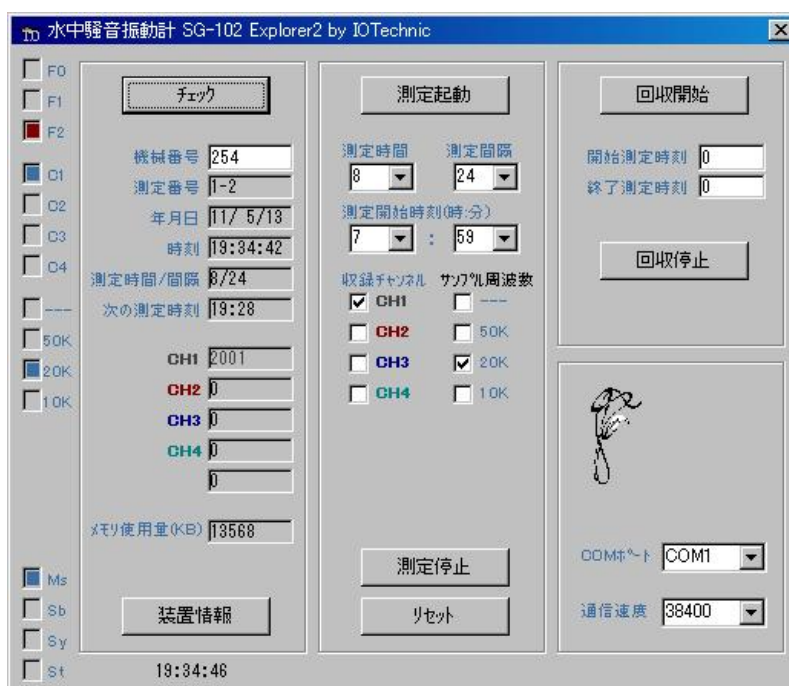 水中騒音振動計 SG-102 Explorer2 by IOTechnic
F0
F1
F2
C1
C2
C3
C4
---
50K
20K
10K
Ms
Sb
Sy
St
チェック
機械番号 254
測定番号 1-2
年月日 11/ 5/13
時刻 19:34:42
測定時間/間隔 8/24
次の測定時刻 19:28
CH1 2001
CH2 0
CH3 0
CH4 0
0
メモリ使用量(KB) 13568
装置情報
19:34:46
測定起動
測定時間 測定間隔
8 24
測定開始時刻(時:分)
7 : 59
収録チャンネル サンプル周波数
CH1 ---
CH2 50K
CH3 20K
CH4 10K
測定停止
リセット
回収開始
開始測定時刻 0
終了測定時刻 0
回収停止
COMポート COM1
通信速度 38400